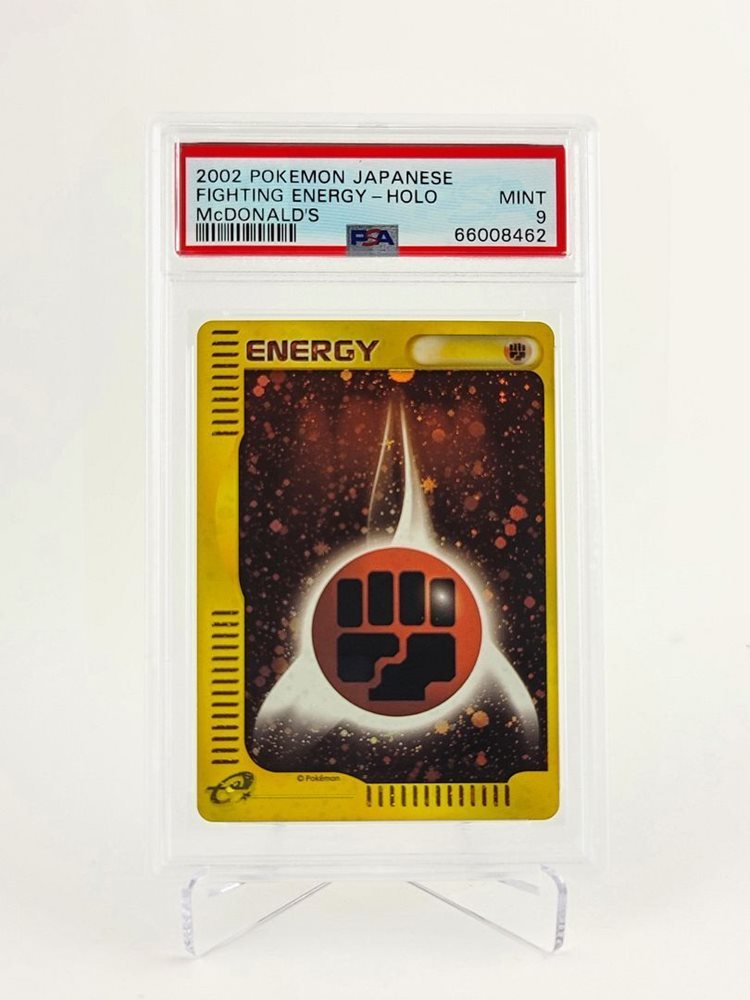 2002 POKEMON JAPANESE
FIGHTING ENERGY - HOLO MINT
McDONALD'S 9
PSA 66008462
ENERGY
© Pokémon